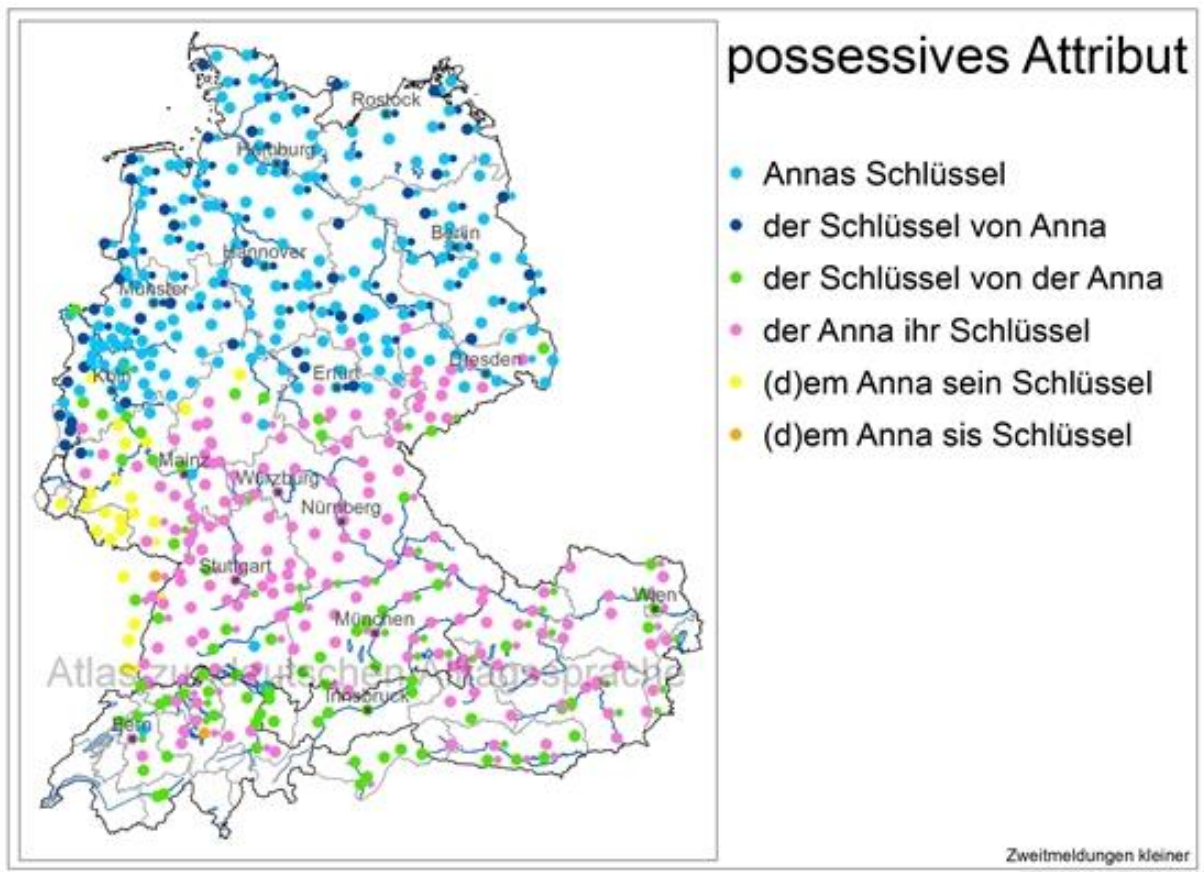 possessives Attribut
Annas Schlüssel
der Schlüssel von Anna
der Schlüssel von der Anna
der Anna ihr Schlüssel
(d)em Anna sein Schlüssel
(d)em Anna sis Schlüssel
Rostock
Hamburg
Berlin
Hannover
Münster
Dresden
Köln
Erfurt
Mainz
Würzburg
Nürnberg
Stuttgart
Wien
München
Atlas zur deutschen Alltagssprache
Innsbruck
Bern
Zweitmeldungen kleiner